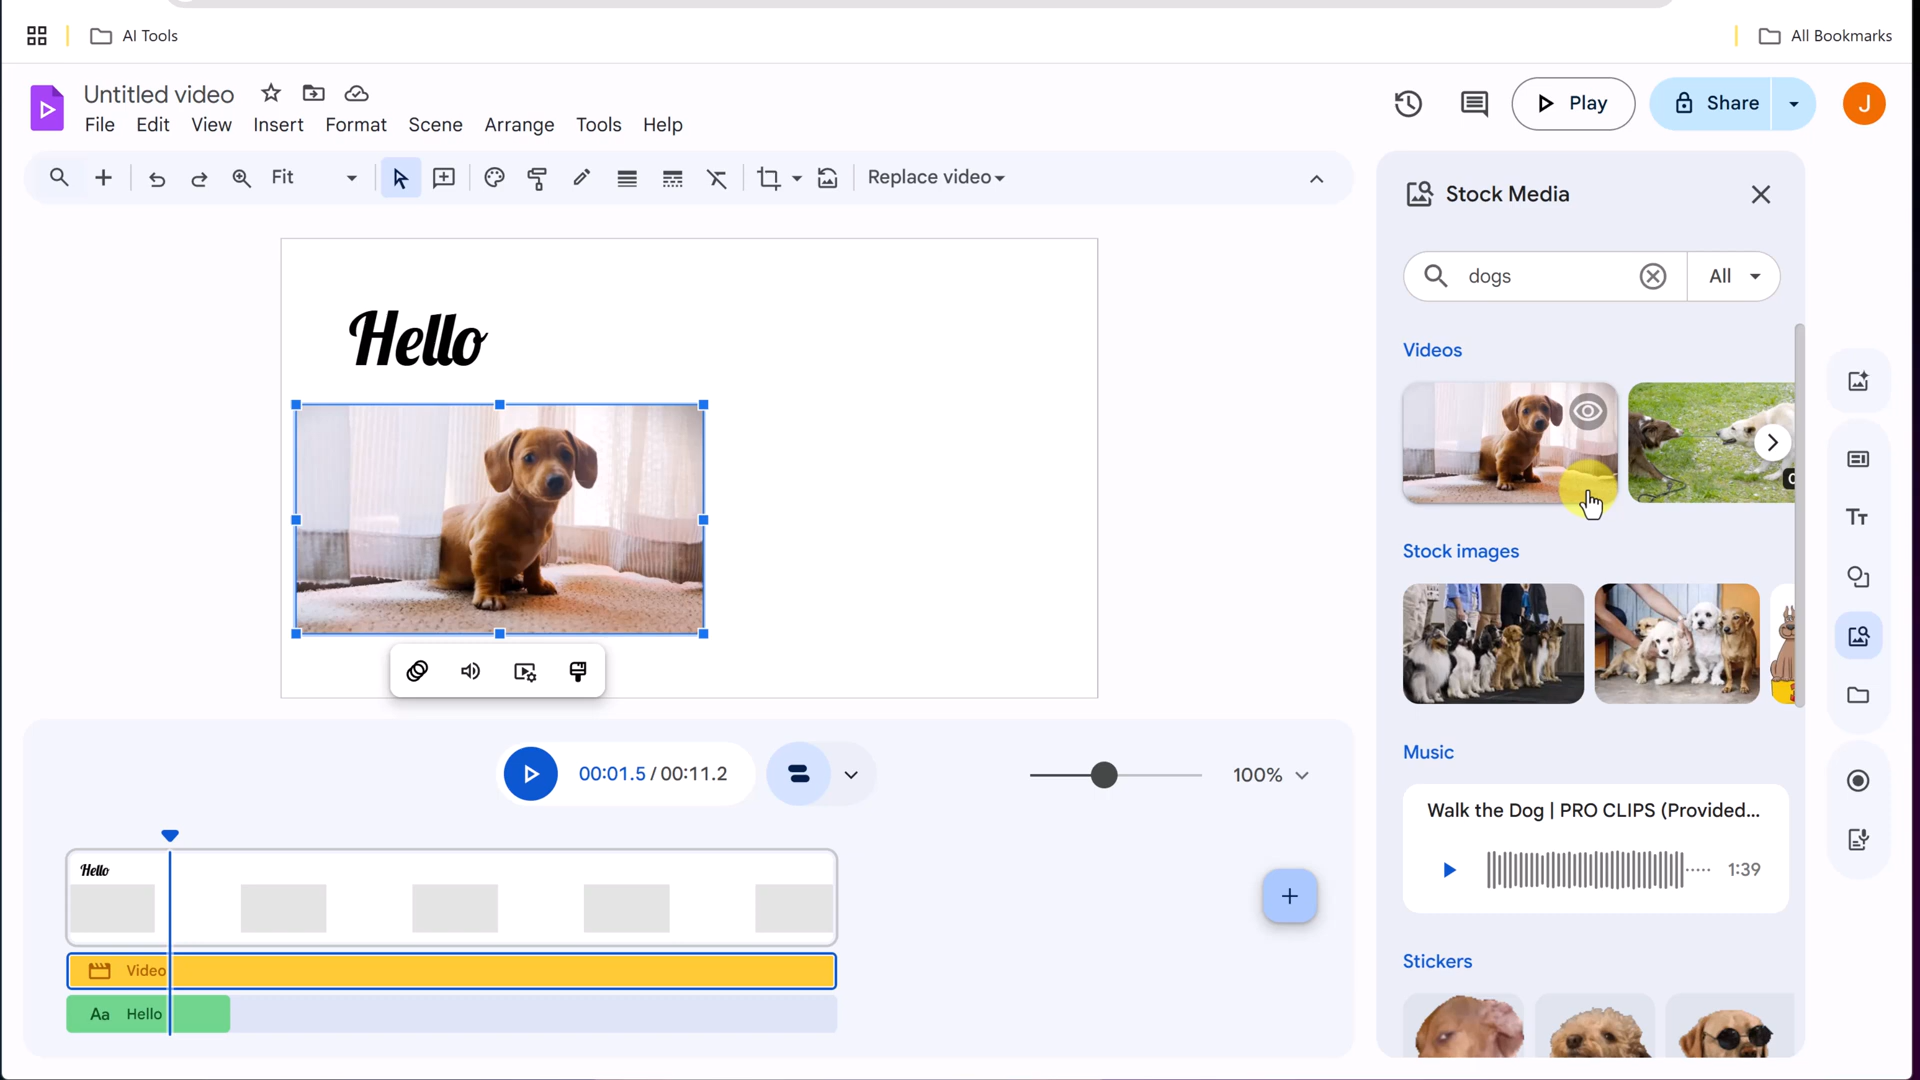 AI Tools
All Bookmarks
Untitled video
File Edit View Insert Format Scene Arrange Tools Help
Play
Share
J
Fit
Replace video
Stock Media
dogs
All
Hello
Videos
Stock images
Music
Walk the Dog | PRO CLIPS (Provided...
1:39
Stickers
00:01.5 / 00:11.2
100%
Hello
Video
Aa Hello
Tт